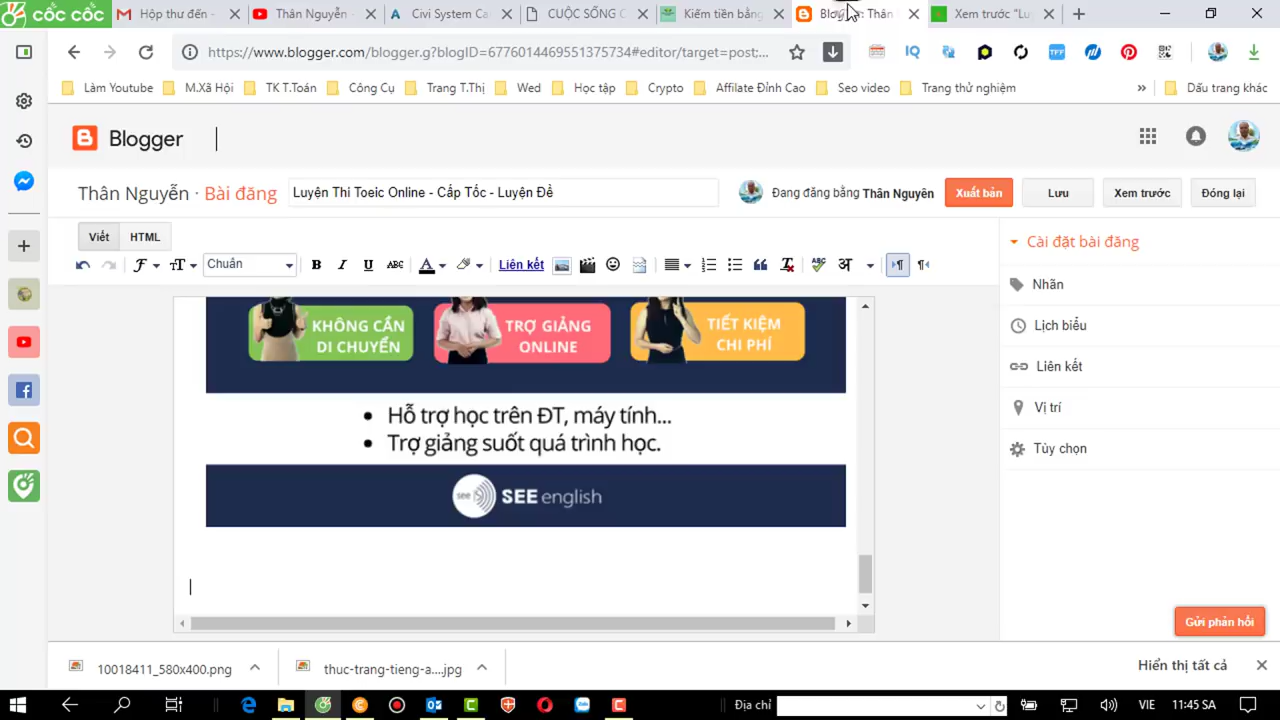 cốc cốc
Hộp thư đến -
Thân Nguyễn -
Civi System Ca
CUỘC SỐNG C
Kiếm tiền bằng
Blogger: Thân
Xem trước "Lu
https://www.blogger.com/blogger.g?blogID=6776014469551375734#editor/target=post;...
IQ
TPF
Làm Youtube
M.Xã Hội
TK T.Toán
Công Cụ
Trang T.Thị
Wed
Học tập
Crypto
Affilate Đỉnh Cao
Seo video
Trang thử nghiệm
»
Dấu trang khác
Blogger
Thân Nguyễn · Bài đăng
Luyện Thi Toeic Online - Cấp Tốc - Luyện Đề
Đang đăng bằng Thân Nguyên
Xuất bản
Lưu
Xem trước
Đóng lại
Viết
HTML
Chuẩn
B
I
U
ABC
A
Liên kết
अ
Cài đặt bài đăng
Nhãn
Lịch biểu
Liên kết
Vị trí
Tùy chọn
KHÔNG CẦN
DI CHUYỂN
TRỢ GIẢNG
ONLINE
TIẾT KIỆM
CHI PHÍ
• Hỗ trợ học trên ĐT, máy tính...
• Trợ giảng suốt quá trình học.
see SEE english
Gửi phản hồi
10018411_580x400.png
thuc-trang-tieng-a....jpg
Hiển thị tất cả
Địa chỉ
VIE
11:45 SA